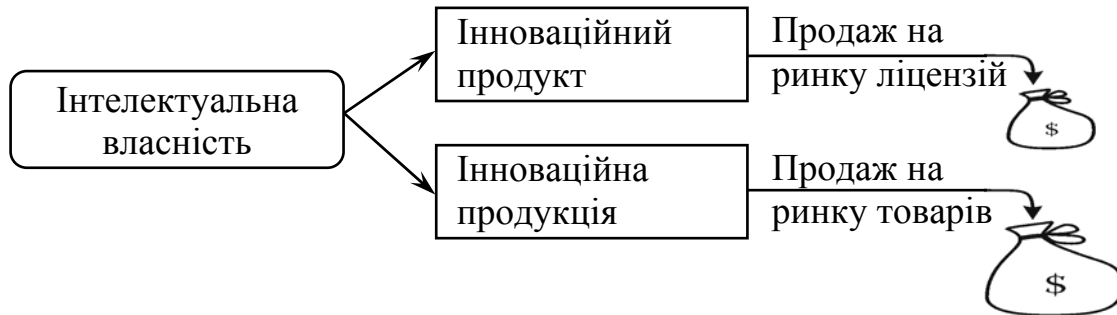 Інтелектуальна
власність
Інноваційний
продукт
Продаж на
ринку ліцензій
$
Інноваційна
продукція
Продаж на
ринку товарів
$